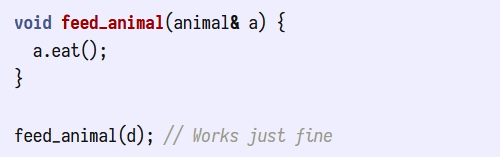 void feed_animal(animal& a) {
  a.eat();
}

feed_animal(d); // Works just fine